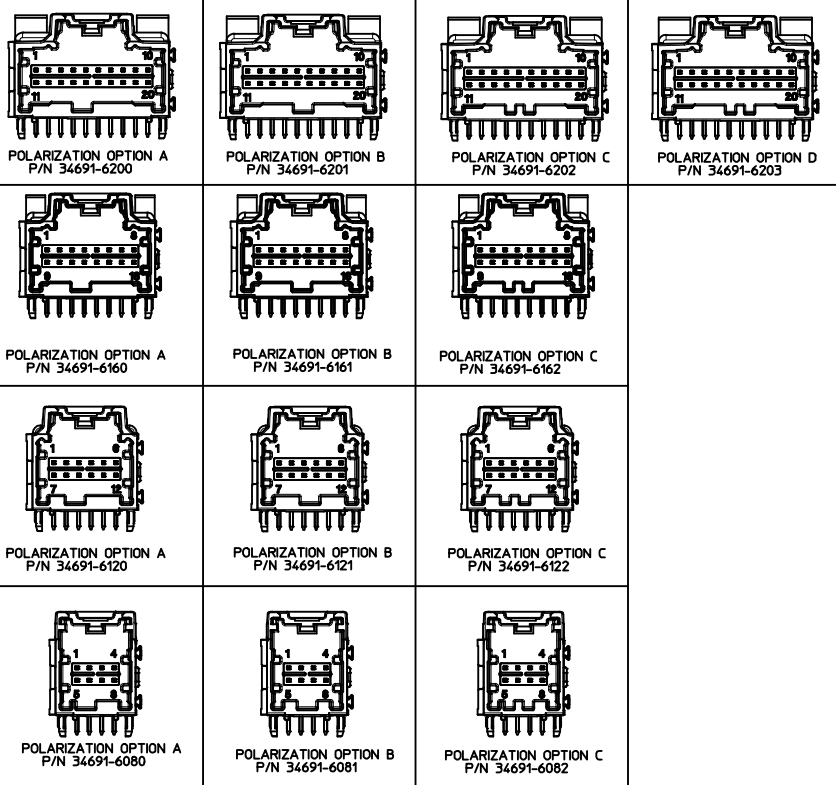 1 10
11 20
POLARIZATION OPTION A
P/N 34691-6200
1 10
11 20
POLARIZATION OPTION B
P/N 34691-6201
1 10
11 20
POLARIZATION OPTION C
P/N 34691-6202
1 10
11 20
POLARIZATION OPTION D
P/N 34691-6203
1 8
9 16
POLARIZATION OPTION A
P/N 34691-6160
1 8
9 16
POLARIZATION OPTION B
P/N 34691-6161
1 8
9 16
POLARIZATION OPTION C
P/N 34691-6162
1 6
7 12
POLARIZATION OPTION A
P/N 34691-6120
1 6
7 12
POLARIZATION OPTION B
P/N 34691-6121
1 6
7 12
POLARIZATION OPTION C
P/N 34691-6122
1 4
5 8
POLARIZATION OPTION A
P/N 34691-6080
1 4
5 8
POLARIZATION OPTION B
P/N 34691-6081
1 4
5 8
POLARIZATION OPTION C
P/N 34691-6082